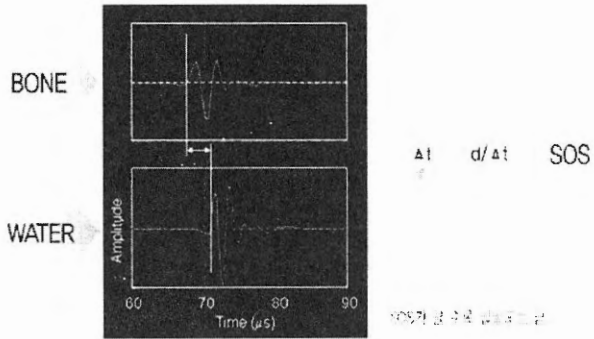 BONE
Δt d/Δt SOS
WATER
Amplitude
60 70 80 90
Time (μs)